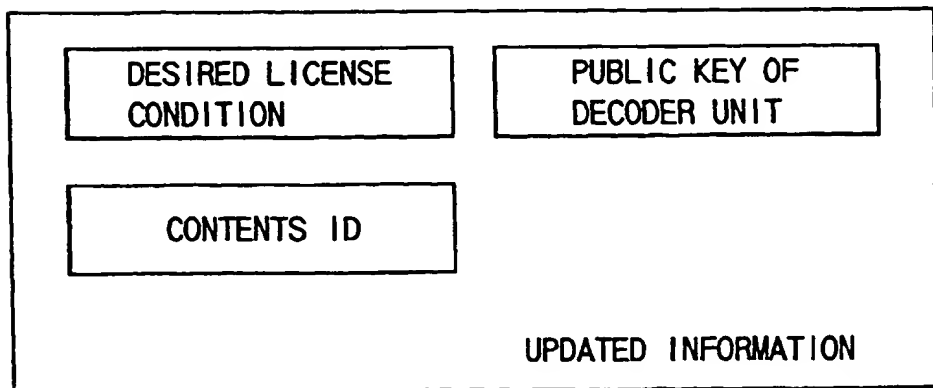 DESIRED LICENSE
CONDITION
PUBLIC KEY OF
DECODER UNIT
CONTENTS ID
UPDATED INFORMATION